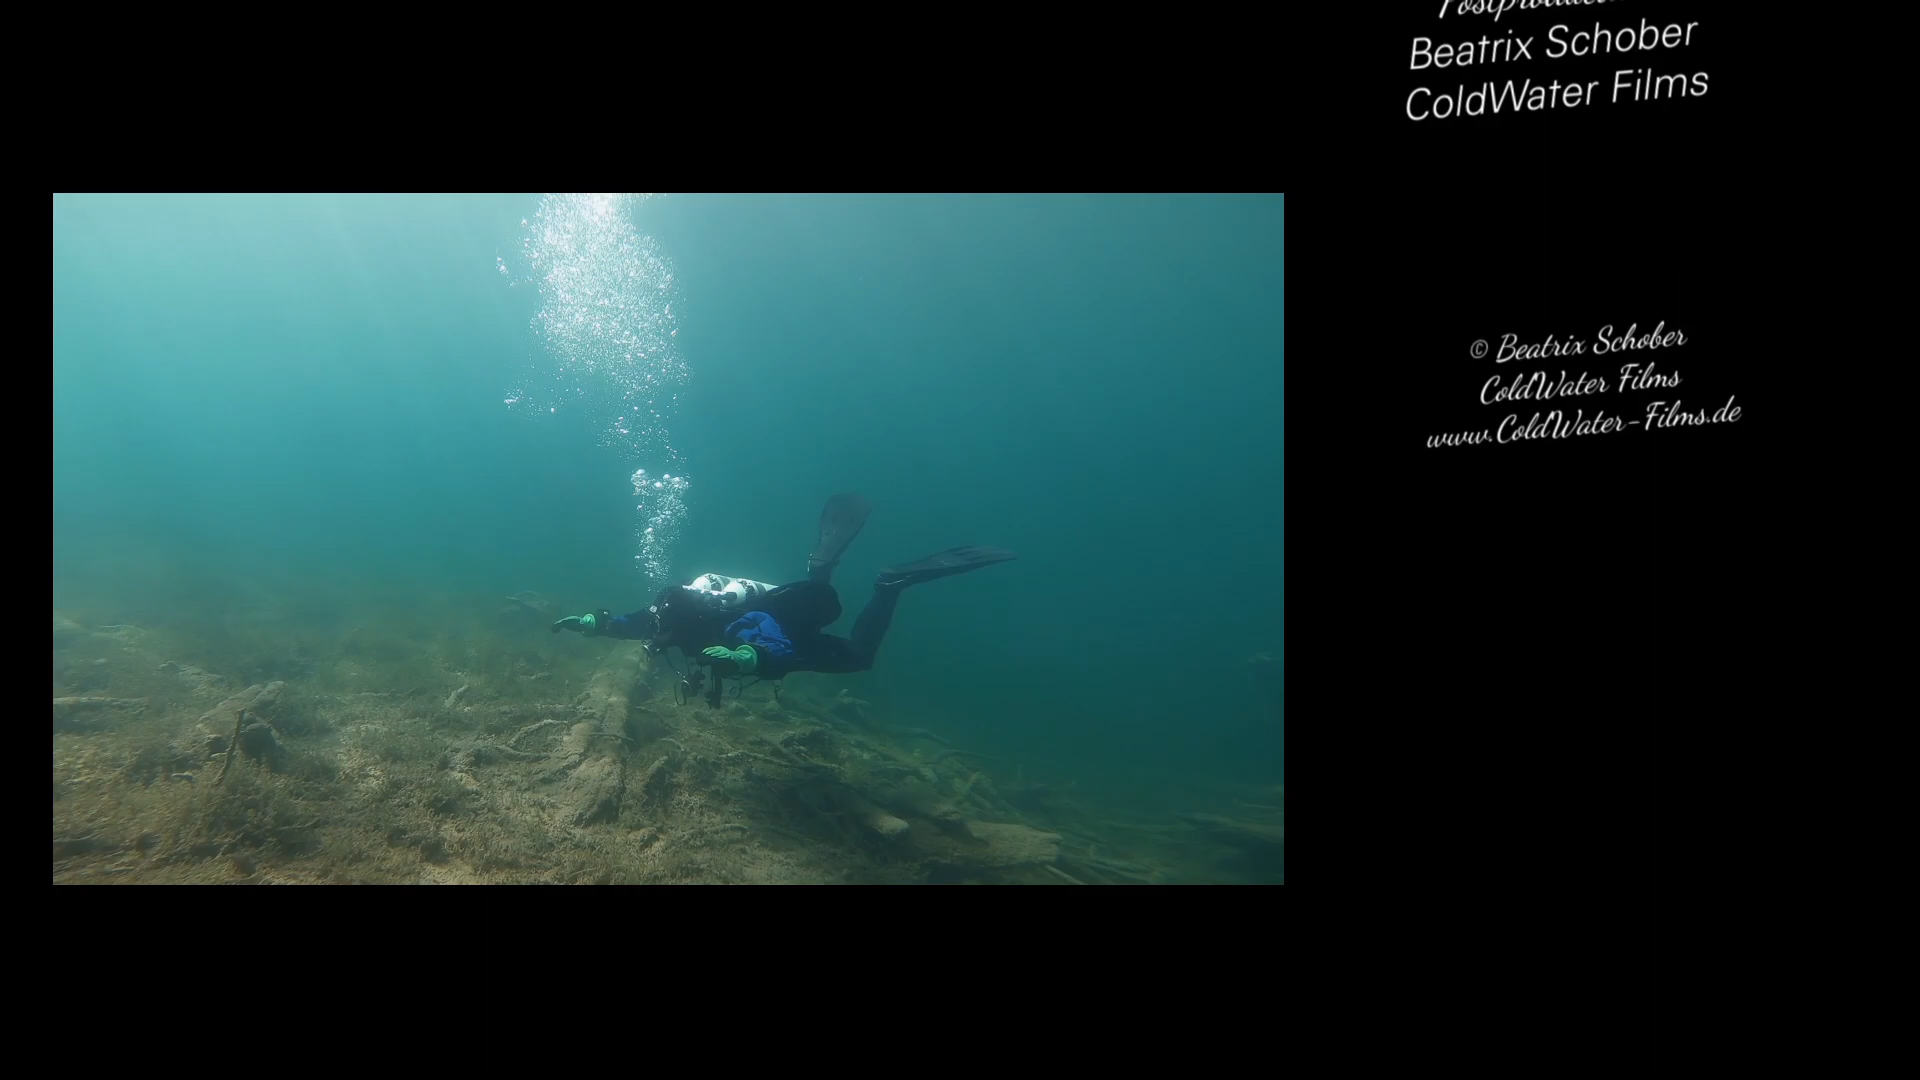 Beatrix Schober
ColdWater Films
© Beatrix Schober
ColdWater Films
www.ColdWater-Films.de